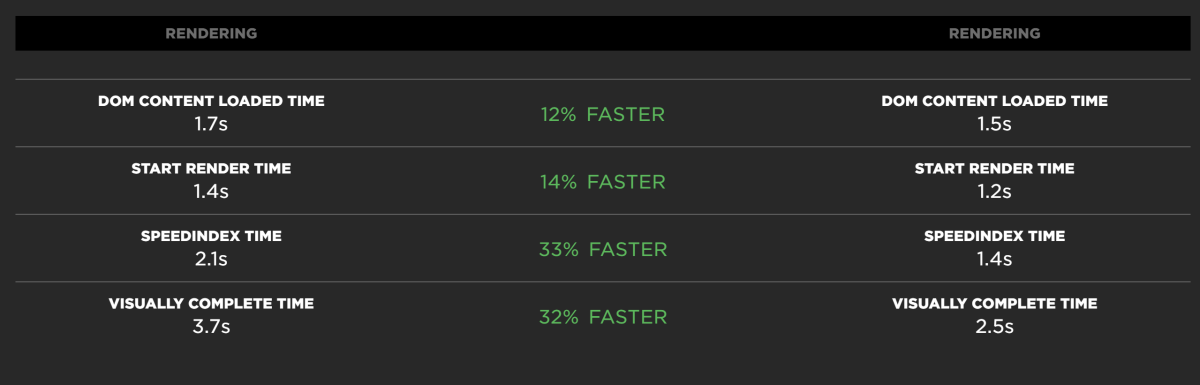 RENDERING RENDERING
DOM CONTENT LOADED TIME DOM CONTENT LOADED TIME
12% FASTER
1.7s 1.5s
START RENDER TIME START RENDER TIME
14% FASTER
1.4s 1.2s
SPEEDINDEX TIME SPEEDINDEX TIME
33% FASTER
2.1s 1.4s
VISUALLY COMPLETE TIME VISUALLY COMPLETE TIME
32% FASTER
3.7s 2.5s